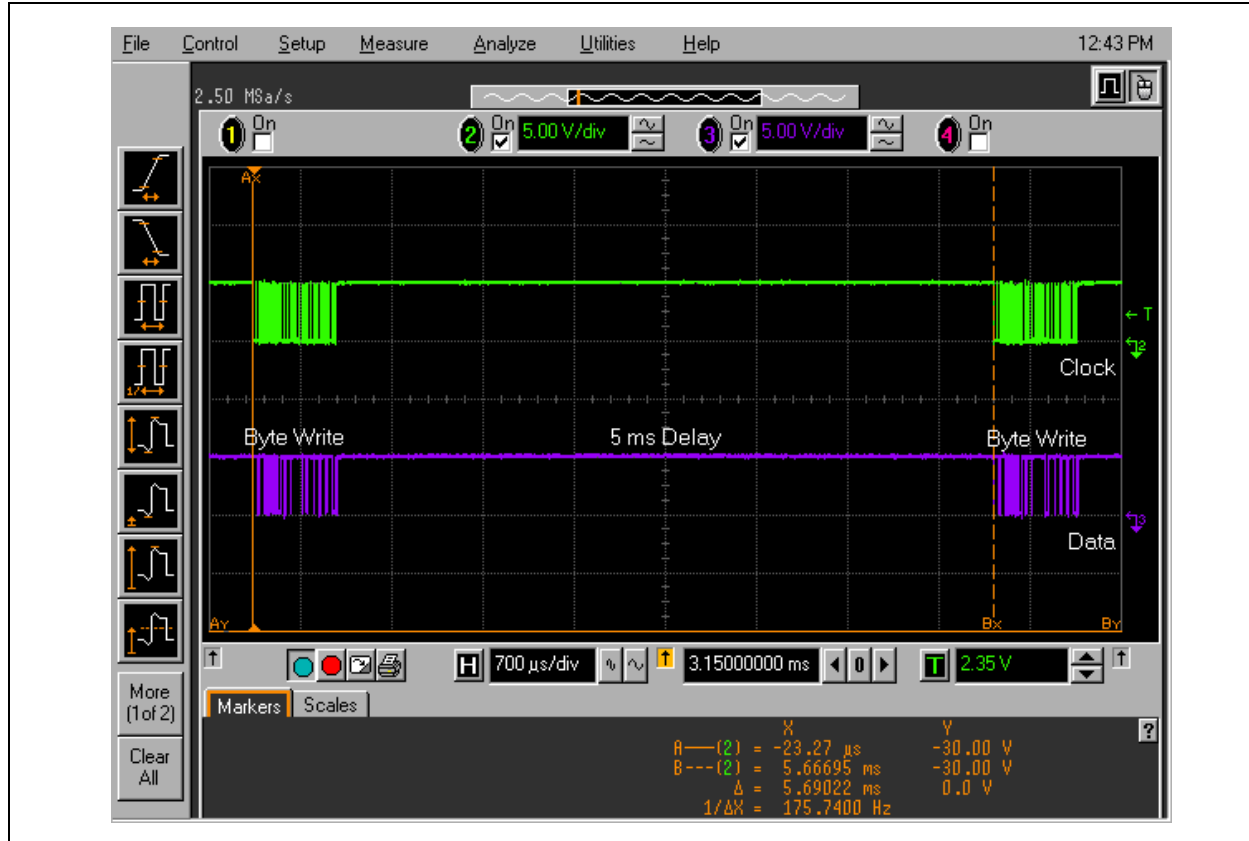 File Control Setup Measure Analyze Utilities Help 12:43 PM
2.50 MSa/s
1 On 2 On 5.00 V/div 3 On 5.00 V/div 4 On
Ax
T
2
Clock
Byte Write 5 ms Delay Byte Write
3
Data
Ay Bx By
H 700 µs/div 3.15000000 ms 0 T 2.35 V
More
(1of 2)
Clear
All
Markers Scales
?
X Y
A——(2) = -23.27 µs -30.00 V
B---(2) = 5.66695 ms -30.00 V
Δ = 5.69022 ms 0.0 V
1/ΔX = 175.7400 Hz
1/